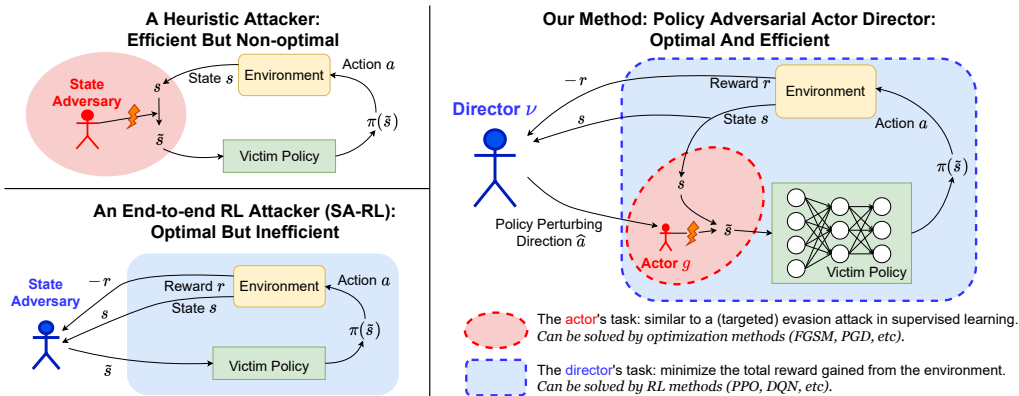 A Heuristic Attacker:
Efficient But Non-optimal
Action a
State s
Environment
State
Adversary
s
s̃
π(s̃)
Victim Policy
An End-to-end RL Attacker (SA-RL):
Optimal But Inefficient
State
Adversary
−r
Reward r
s
State s
Environment
Action a
π(s̃)
s̃
Victim Policy
Our Method: Policy Adversarial Actor Director:
Optimal And Efficient
−r
Reward r
Environment
Director ν
s
State s
Action a
π(s̃)
s
s̃
Policy Perturbing
Direction â
Actor g
Victim Policy
The actor's task: similar to a (targeted) evasion attack in supervised learning.
Can be solved by optimization methods (FGSM, PGD, etc).
The director's task: minimize the total reward gained from the environment.
Can be solved by RL methods (PPO, DQN, etc).